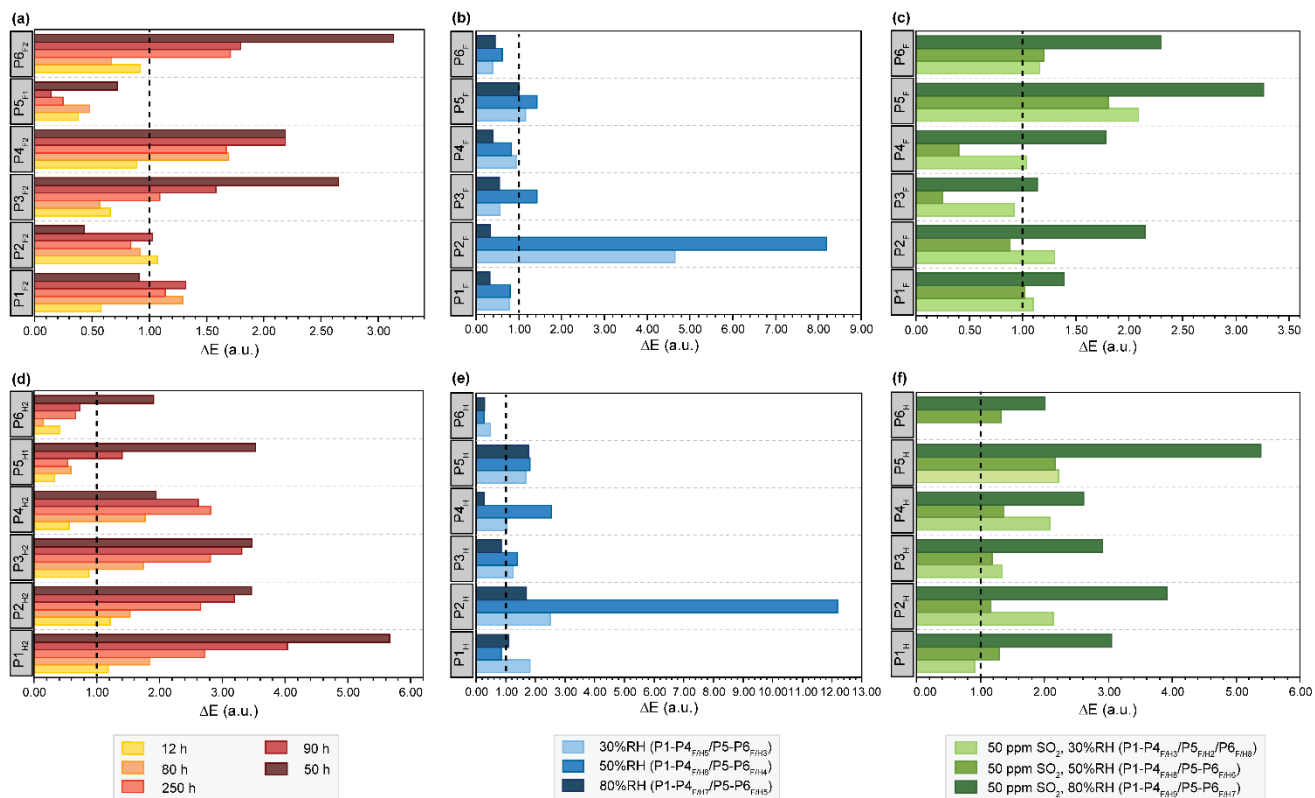 (a)
P6F2
P5F1
P4F2
P3F2
P2F2
P1F2
0.00 0.50 1.00 1.50 2.00 2.50 3.00
ΔE (a.u.)
(b)
P6F
P5F
P4F
P3F
P2F
P1F
0.00 1.00 2.00 3.00 4.00 5.00 6.00 7.00 8.00 9.00
ΔE (a.u.)
(c)
P6F
P5F
P4F
P3F
P2F
P1F
0.00 0.50 1.00 1.50 2.00 2.50 3.00 3.50
ΔE (a.u.)
(d)
P6H2
P5H1
P4H2
P3H2
P2H2
P1H2
0.00 1.00 2.00 3.00 4.00 5.00 6.00
ΔE (a.u.)
(e)
P6H
P5H
P4H
P3H
P2H
P1H
0.00 1.00 2.00 3.00 4.00 5.00 6.00 7.00 8.00 9.00 10.00 11.00 12.00 13.00
ΔE (a.u.)
(f)
P6H
P5H
P4H
P3H
P2H
P1H
0.00 1.00 2.00 3.00 4.00 5.00 6.00
ΔE (a.u.)
12 h
80 h
250 h
90 h
50 h
30%RH (P1-P4F/H5/P5-P6F/H3)
50%RH (P1-P4F/H6/P5-P6F/H4)
80%RH (P1-P4F/H7/P5-P6F/H5)
50 ppm SO2, 30%RH (P1-P4F/H3/P5F/H2/P6F/H8)
50 ppm SO2, 50%RH (P1-P4F/H8/P5-P6F/H6)
50 ppm SO2, 80%RH (P1-P4F/H9/P5-P6F/H7)